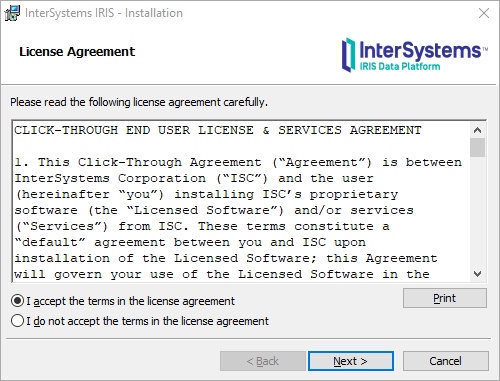 InterSystems IRIS - Installation
License Agreement
InterSystems™
IRIS Data Platform
Please read the following license agreement carefully.
CLICK-THROUGH END USER LICENSE & SERVICES AGREEMENT
1. This Click-Through Agreement (“Agreement”) is between
InterSystems Corporation (“ISC”) and the user
(hereinafter “you”) installing ISC’s proprietary
software (the “Licensed Software”) and/or services
(“Services”) from ISC. These terms constitute a
“default” agreement between you and ISC upon
installation of the Licensed Software; this Agreement
will govern your use of the Licensed Software in the
I accept the terms in the license agreement
Print
I do not accept the terms in the license agreement
< Back
Next >
Cancel